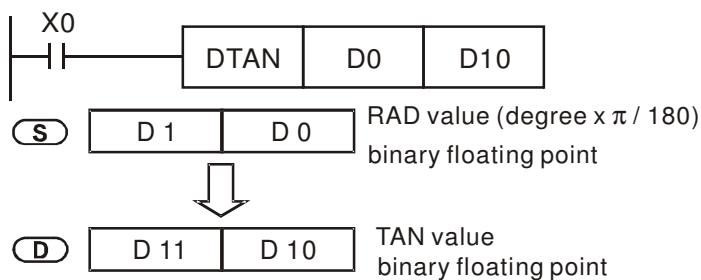 X0
DTAN D0 D10
S D 1 D 0 RAD value (degree x π / 180)
binary floating point
D D 11 D 10 TAN value
binary floating point